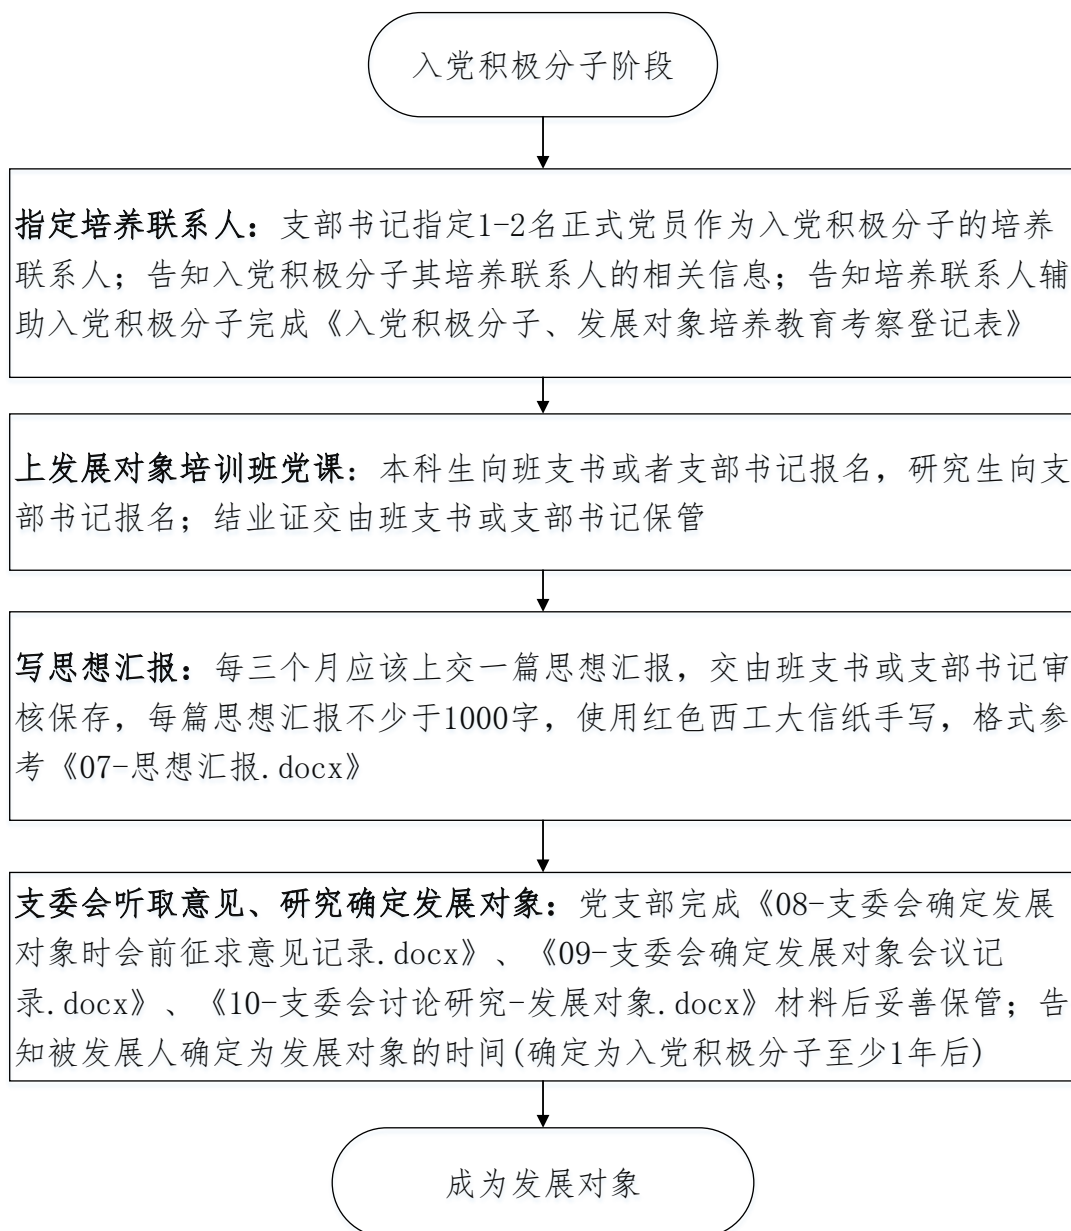 入党积极分子阶段
指定培养联系人：支部书记指定1-2名正式党员作为入党积极分子的培养
联系人；告知入党积极分子其培养联系人的相关信息；告知培养联系人辅
助入党积极分子完成《入党积极分子、发展对象培养教育考察登记表》
上发展对象培训班党课：本科生向班支书或者支部书记报名，研究生向支
部书记报名；结业证交由班支书或支部书记保管
写思想汇报：每三个月应该上交一篇思想汇报，交由班支书或支部书记审
核保存，每篇思想汇报不少于1000字，使用红色西工大信纸手写，格式参
考《07-思想汇报.docx》
支委会听取意见、研究确定发展对象：党支部完成《08-支委会确定发展
对象时会前征求意见记录.docx》、《09-支委会确定发展对象会议记
录.docx》、《10-支委会讨论研究-发展对象.docx》材料后妥善保管；告
知被发展人确定为发展对象的时间(确定为入党积极分子至少1年后)
成为发展对象